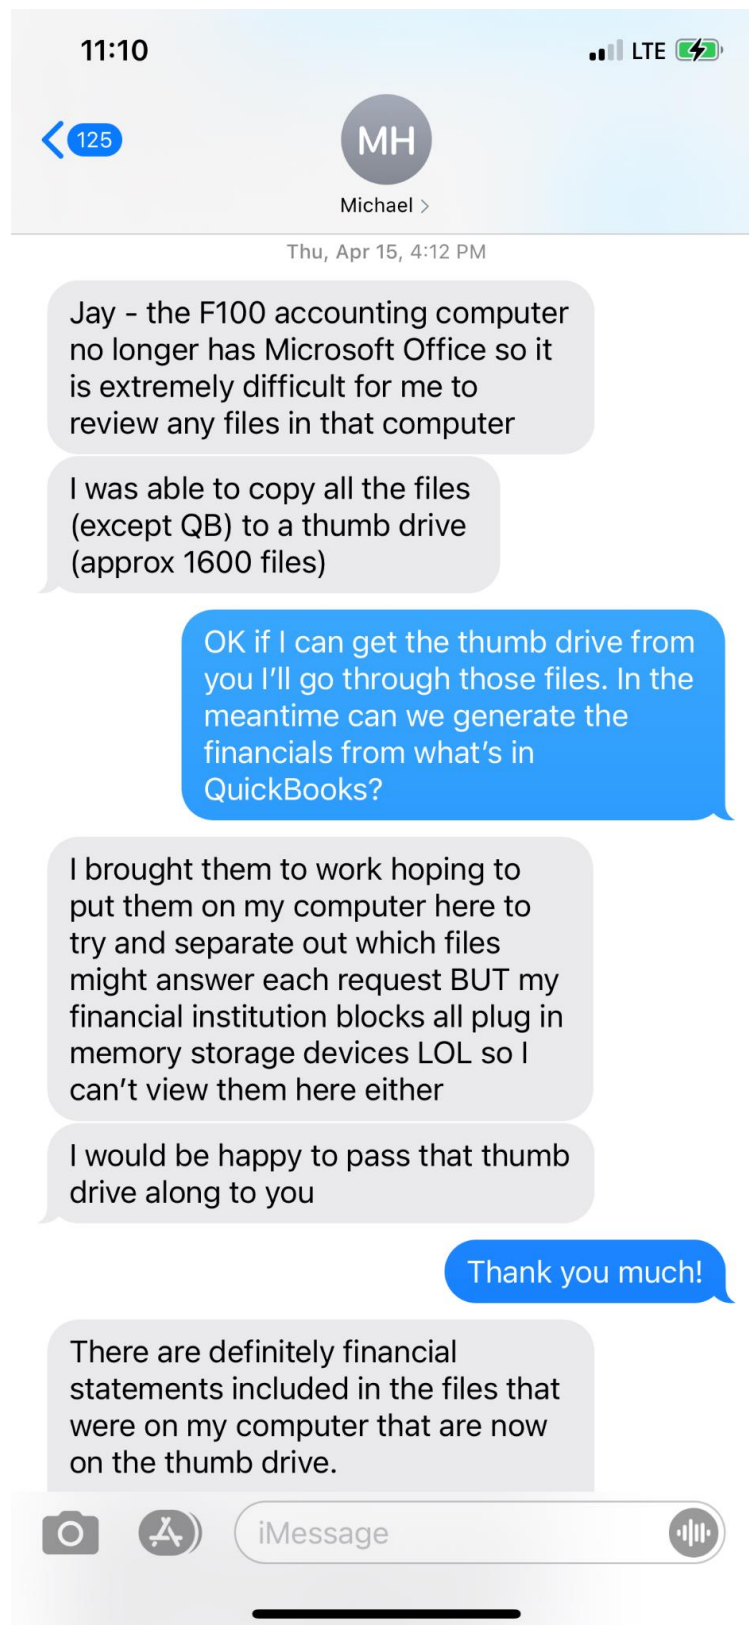 11:10
LTE
125
MH
Michael >
Thu, Apr 15, 4:12 PM
Jay - the F100 accounting computer
no longer has Microsoft Office so it
is extremely difficult for me to
review any files in that computer
I was able to copy all the files
(except QB) to a thumb drive
(approx 1600 files)
OK if I can get the thumb drive from
you I’ll go through those files. In the
meantime can we generate the
financials from what’s in
QuickBooks?
I brought them to work hoping to
put them on my computer here to
try and separate out which files
might answer each request BUT my
financial institution blocks all plug in
memory storage devices LOL so I
can’t view them here either
I would be happy to pass that thumb
drive along to you
Thank you much!
There are definitely financial
statements included in the files that
were on my computer that are now
on the thumb drive.
iMessage